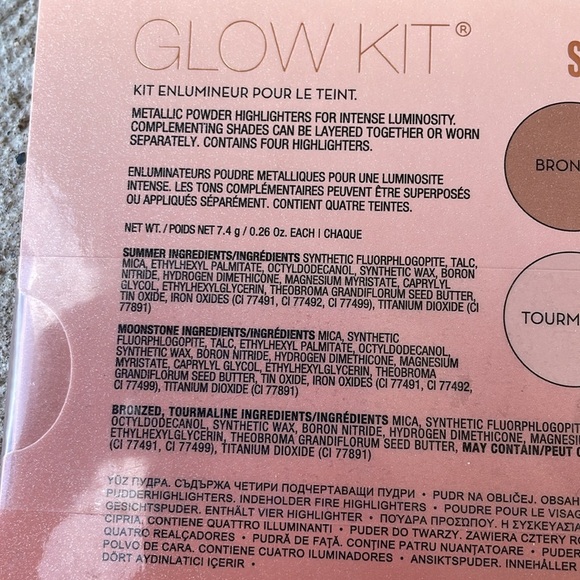 GLOW KIT®
KIT ENLUMINEUR POUR LE TEINT.
METALLIC POWDER HIGHLIGHTERS FOR INTENSE LUMINOSITY.
COMPLEMENTING SHADES CAN BE LAYERED TOGETHER OR WORN
SEPARATELY. CONTAINS FOUR HIGHLIGHTERS.
ENLUMINATEURS POUDRE METALLIQUES POUR UNE LUMINOSITE
INTENSE. LES TONS COMPLÉMENTAIRES PEUVENT ÊTRE SUPERPOSÉS
OU APPLIQUÉS SÉPARÉMENT. CONTIENT QUATRE TEINTES.
NET WT. / POIDS NET 7.4 g / 0.26 Oz. EACH | CHAQUE
SUMMER INGREDIENTS/INGRÉDIENTS SYNTHETIC FLUORPHLOGOPITE, TALC,
MICA, ETHYLHEXYL PALMITATE, OCTYLDODECANOL, SYNTHETIC WAX, BORON
NITRIDE, HYDROGEN DIMETHICONE, MAGNESIUM MYRISTATE, CAPRYLYL
GLYCOL, ETHYLHEXYLGLYCERIN, THEOBROMA GRANDIFLORUM SEED BUTTER,
TIN OXIDE, IRON OXIDES (CI 77491, CI 77492, CI 77499), TITANIUM DIOXIDE (CI
77891)
MOONSTONE INGREDIENTS/INGRÉDIENTS MICA, SYNTHETIC
FLUORPHLOGOPITE, TALC, ETHYLHEXYL PALMITATE, OCTYLDODECANOL,
SYNTHETIC WAX, BORON NITRIDE, HYDROGEN DIMETHICONE, MAGNESIUM
MYRISTATE, CAPRYLYL GLYCOL, ETHYLHEXYLGLYCERIN, THEOBROMA
GRANDIFLORUM SEED BUTTER, TIN OXIDE, IRON OXIDES (CI 77491, CI 77492,
CI 77499), TITANIUM DIOXIDE (CI 77891)
BRONZED, TOURMALINE INGREDIENTS/INGRÉDIENTS MICA, SYNTHETIC FLUORPH
OCTYLDODECANOL, SYNTHETIC WAX, BORON NITRIDE, HYDROGEN DIMETHICONE, MAGNESI
ETHYLHEXYLGLYCERIN, THEOBROMA GRANDIFLORUM SEED BUTTER, MAY CONTAIN/PEUT C
77499), TITANIUM DIOXIDE (CI 77891)
YÜZ ПУДРА. СЪДЪРЖА ЧЕТИРИ ПОДЧЕРТАВАЩИ ПУДРИ • PUDR NA OBLIČEJ. OBSAH
PUDDERHIGHLIGHTERS. INDEHOLDER FIRE HIGHLIGHTERS • POUDRE POUR LE VISAG
GESICHTSPUDER. ENTHÄLT VIER HIGHLIGHTER • ΠΟΥΔΡΑ ΠΡΟΣΩΠΟΥ. Η ΣΥΣΚΕΥΑΣΙΑ
CIPRIA, CONTIENE QUATTRO ILLUMINANTI • PUDER DO TWARZY. ZAWIERA CZTERY RO
QUATRO REALÇADORES • PUDRĂ DE FAȚĂ. CONȚINE PATRU NUANȚATOARE • PUDER
POLVO DE CARA. CONTIENE CUATRO ILUMINADORES • ANSIKTSPUDER. INNEHÅLLER
DÖRT AYDINLATICI İÇERİR •
S
BRON
TOURM